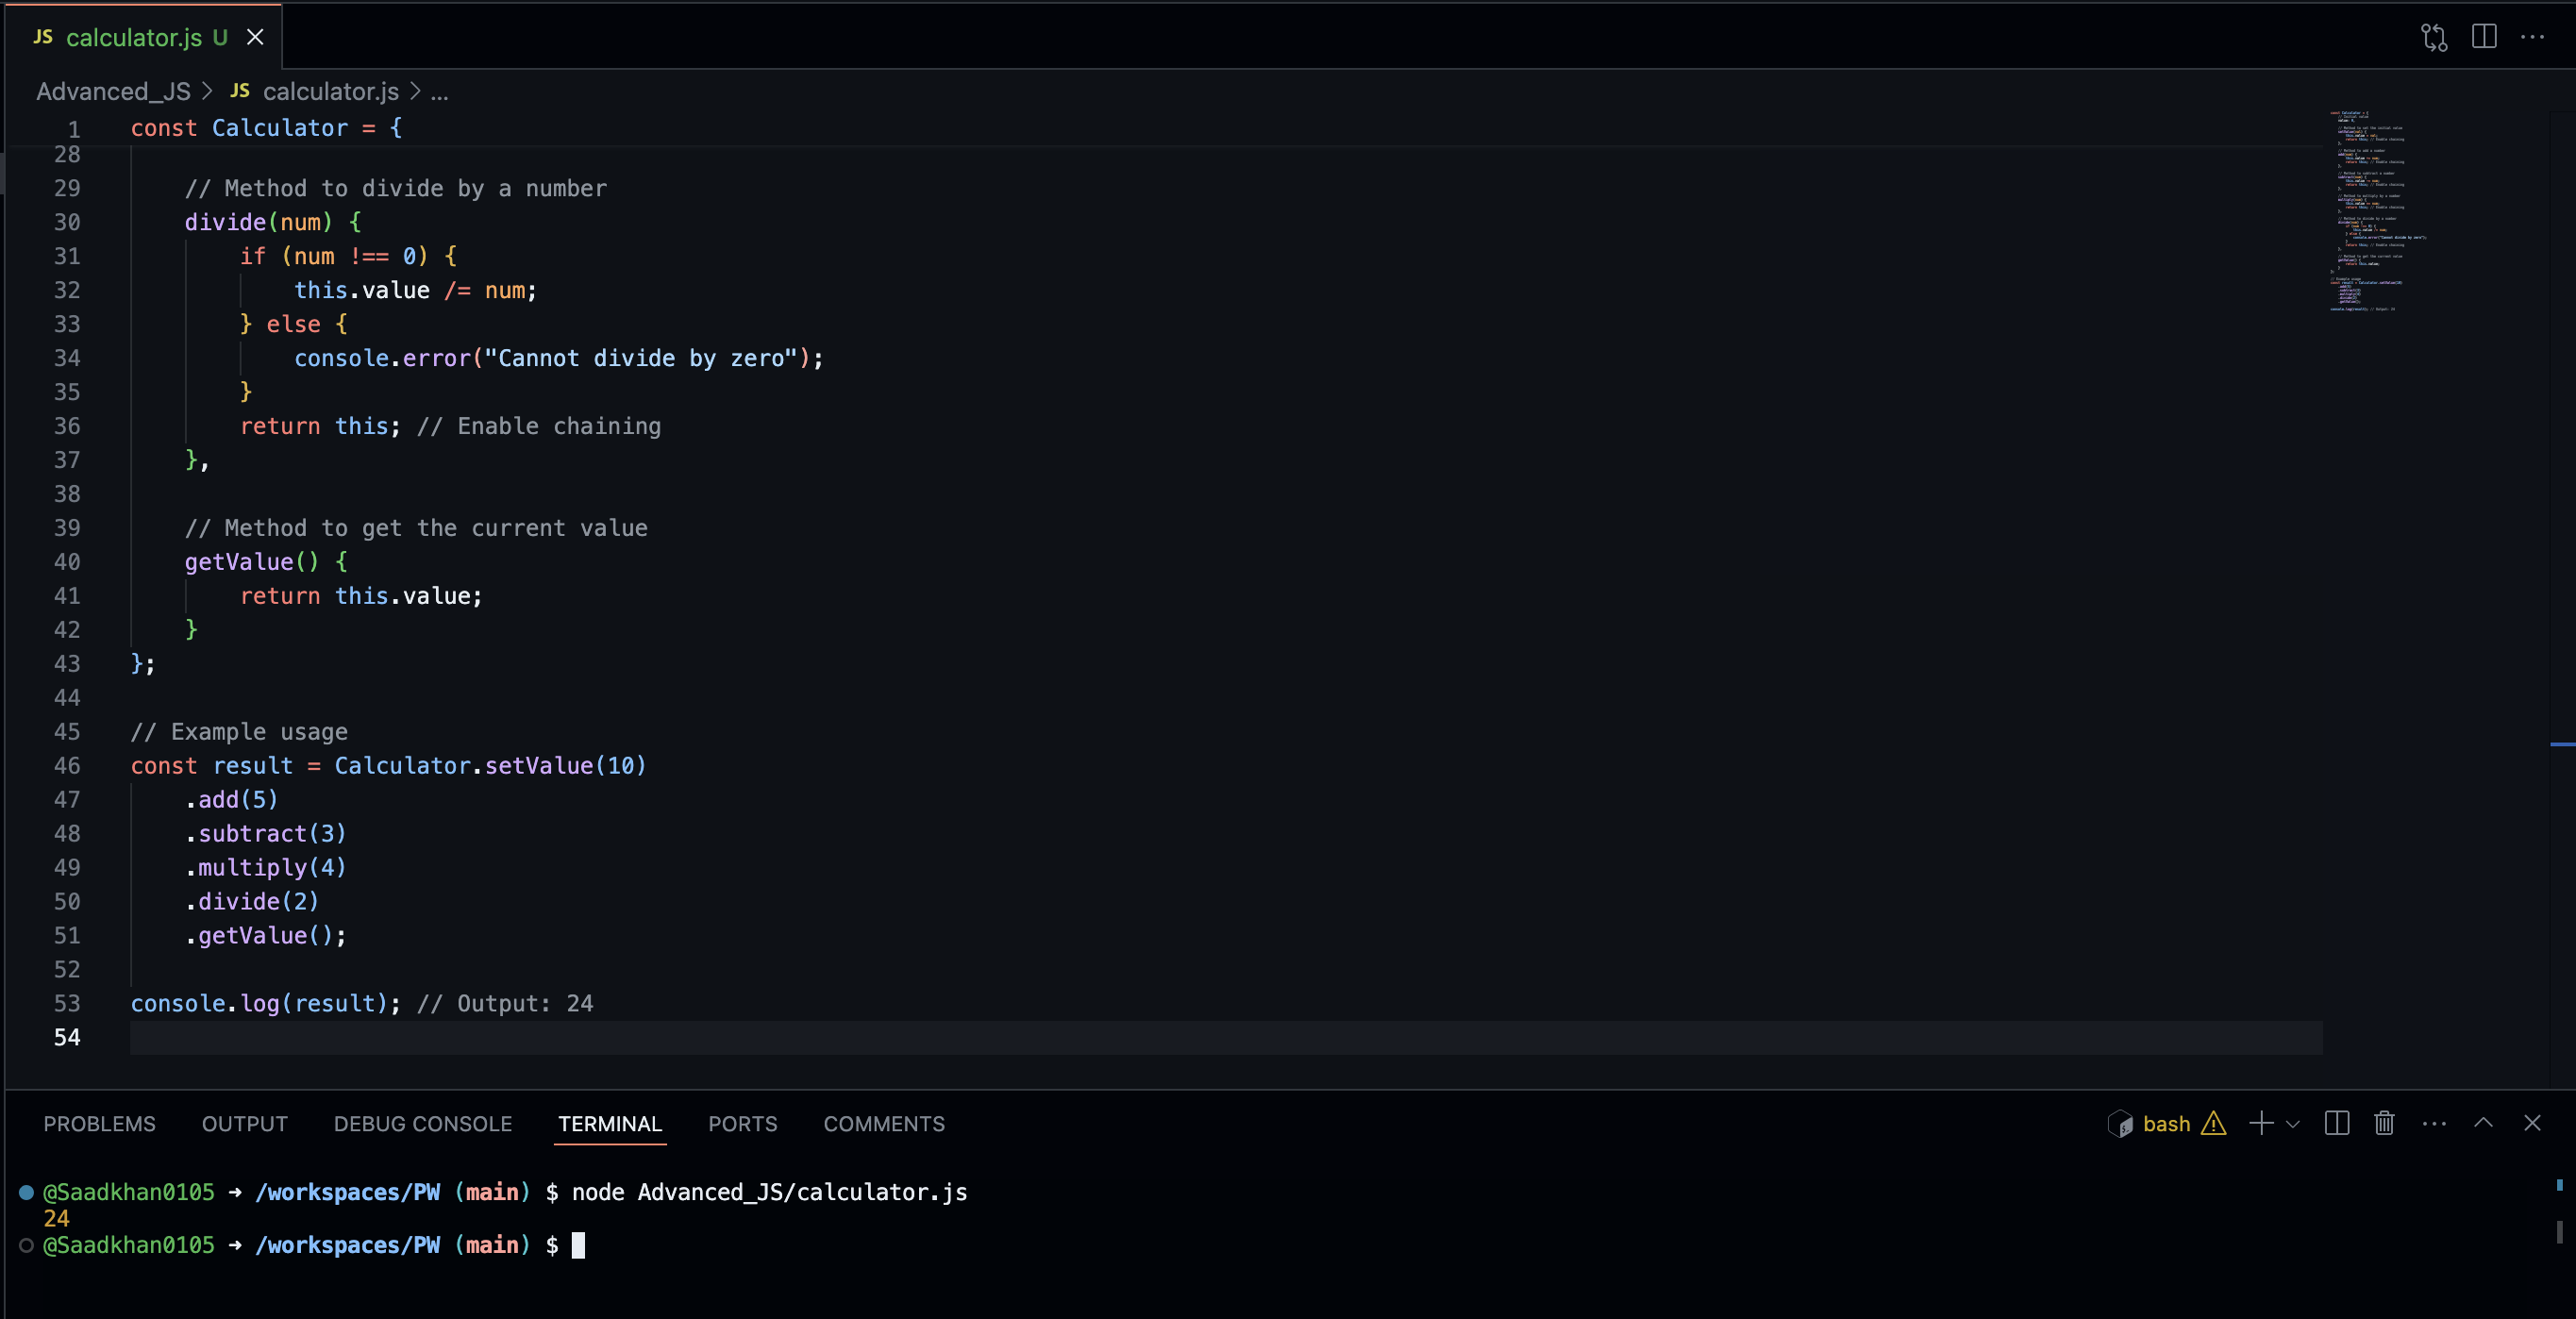 JS calculator.js U
Advanced_JS > JS calculator.js > ...
1 const Calculator = {
28
29 // Method to divide by a number
30 divide(num) {
31 if (num !== 0) {
32 this.value /= num;
33 } else {
34 console.error("Cannot divide by zero");
35 }
36 return this; // Enable chaining
37 },
38
39 // Method to get the current value
40 getValue() {
41 return this.value;
42 }
43 };
44
45 // Example usage
46 const result = Calculator.setValue(10)
47 .add(5)
48 .subtract(3)
49 .multiply(4)
50 .divide(2)
51 .getValue();
52
53 console.log(result); // Output: 24
54
PROBLEMS OUTPUT DEBUG CONSOLE TERMINAL PORTS COMMENTS bash
@Saadkhan0105 ➜ /workspaces/PW (main) $ node Advanced_JS/calculator.js
24
@Saadkhan0105 ➜ /workspaces/PW (main) $